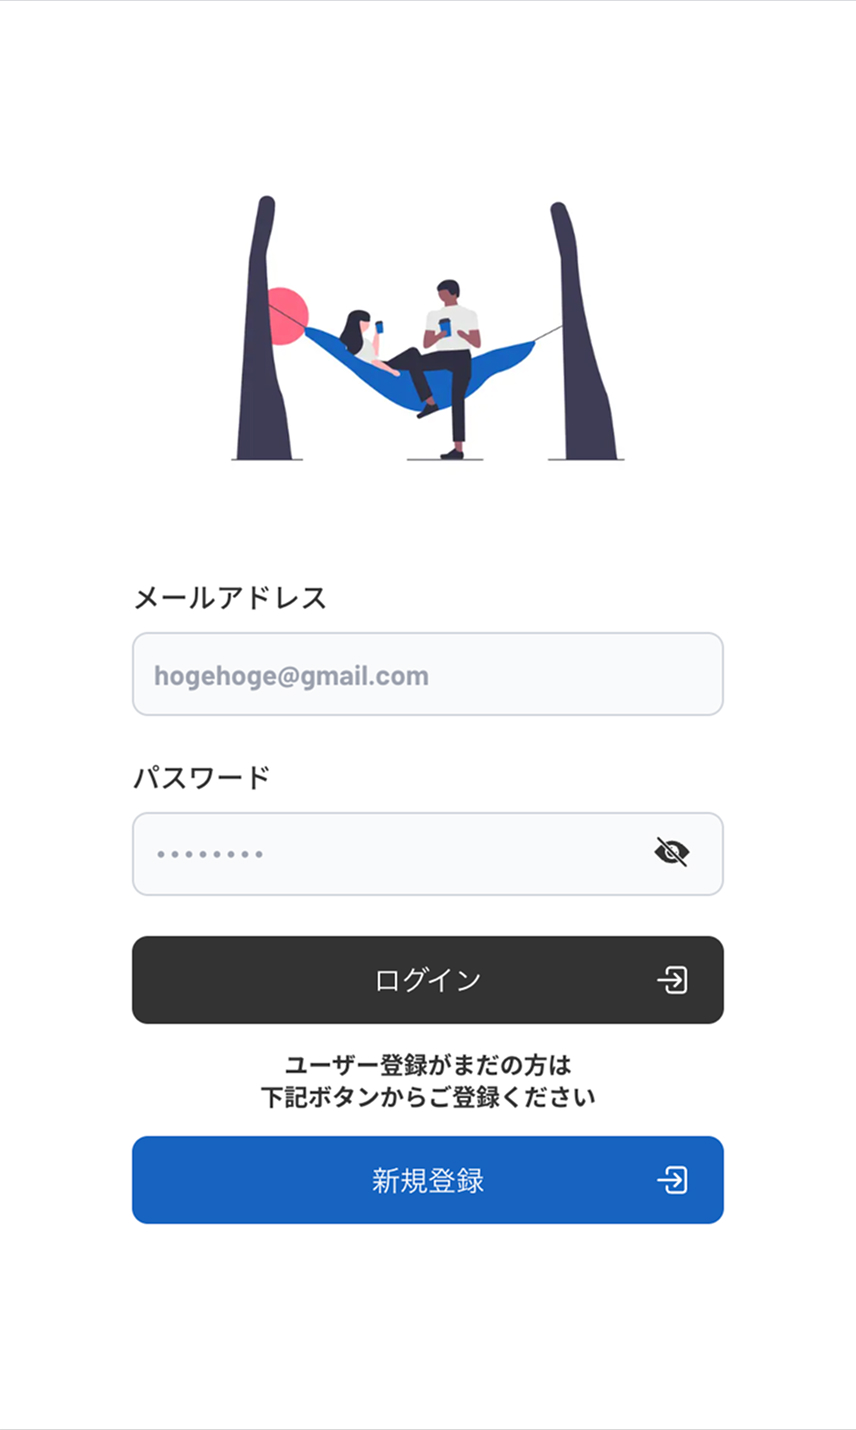 メールアドレス
hogehoge@gmail.com
パスワード
••••••••
ログイン
ユーザー登録がまだの方は
下記ボタンからご登録ください
新規登録